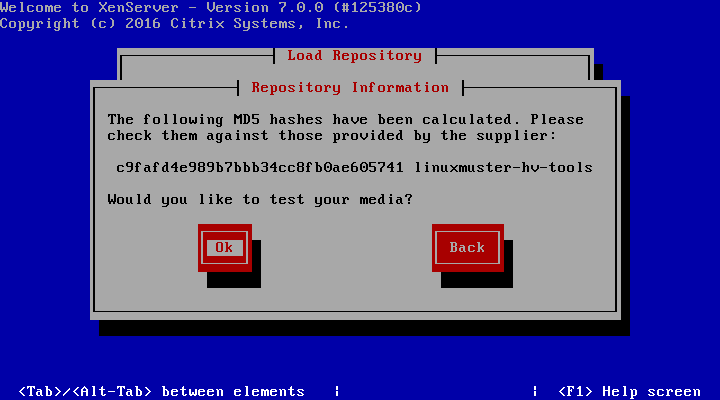 Welcome to XenServer - Version 7.0.0 (#125380c)
Copyright (c) 2016 Citrix Systems, Inc.
Load Repository
Repository Information
The following MD5 hashes have been calculated. Please
check them against those provided by the supplier:
c9fafd4e989b7bbb34cc8fb0ae605741 linuxmuster-hv-tools
Would you like to test your media?
Ok Back
<Tab>/<Alt-Tab> between elements | | <F1> Help screen